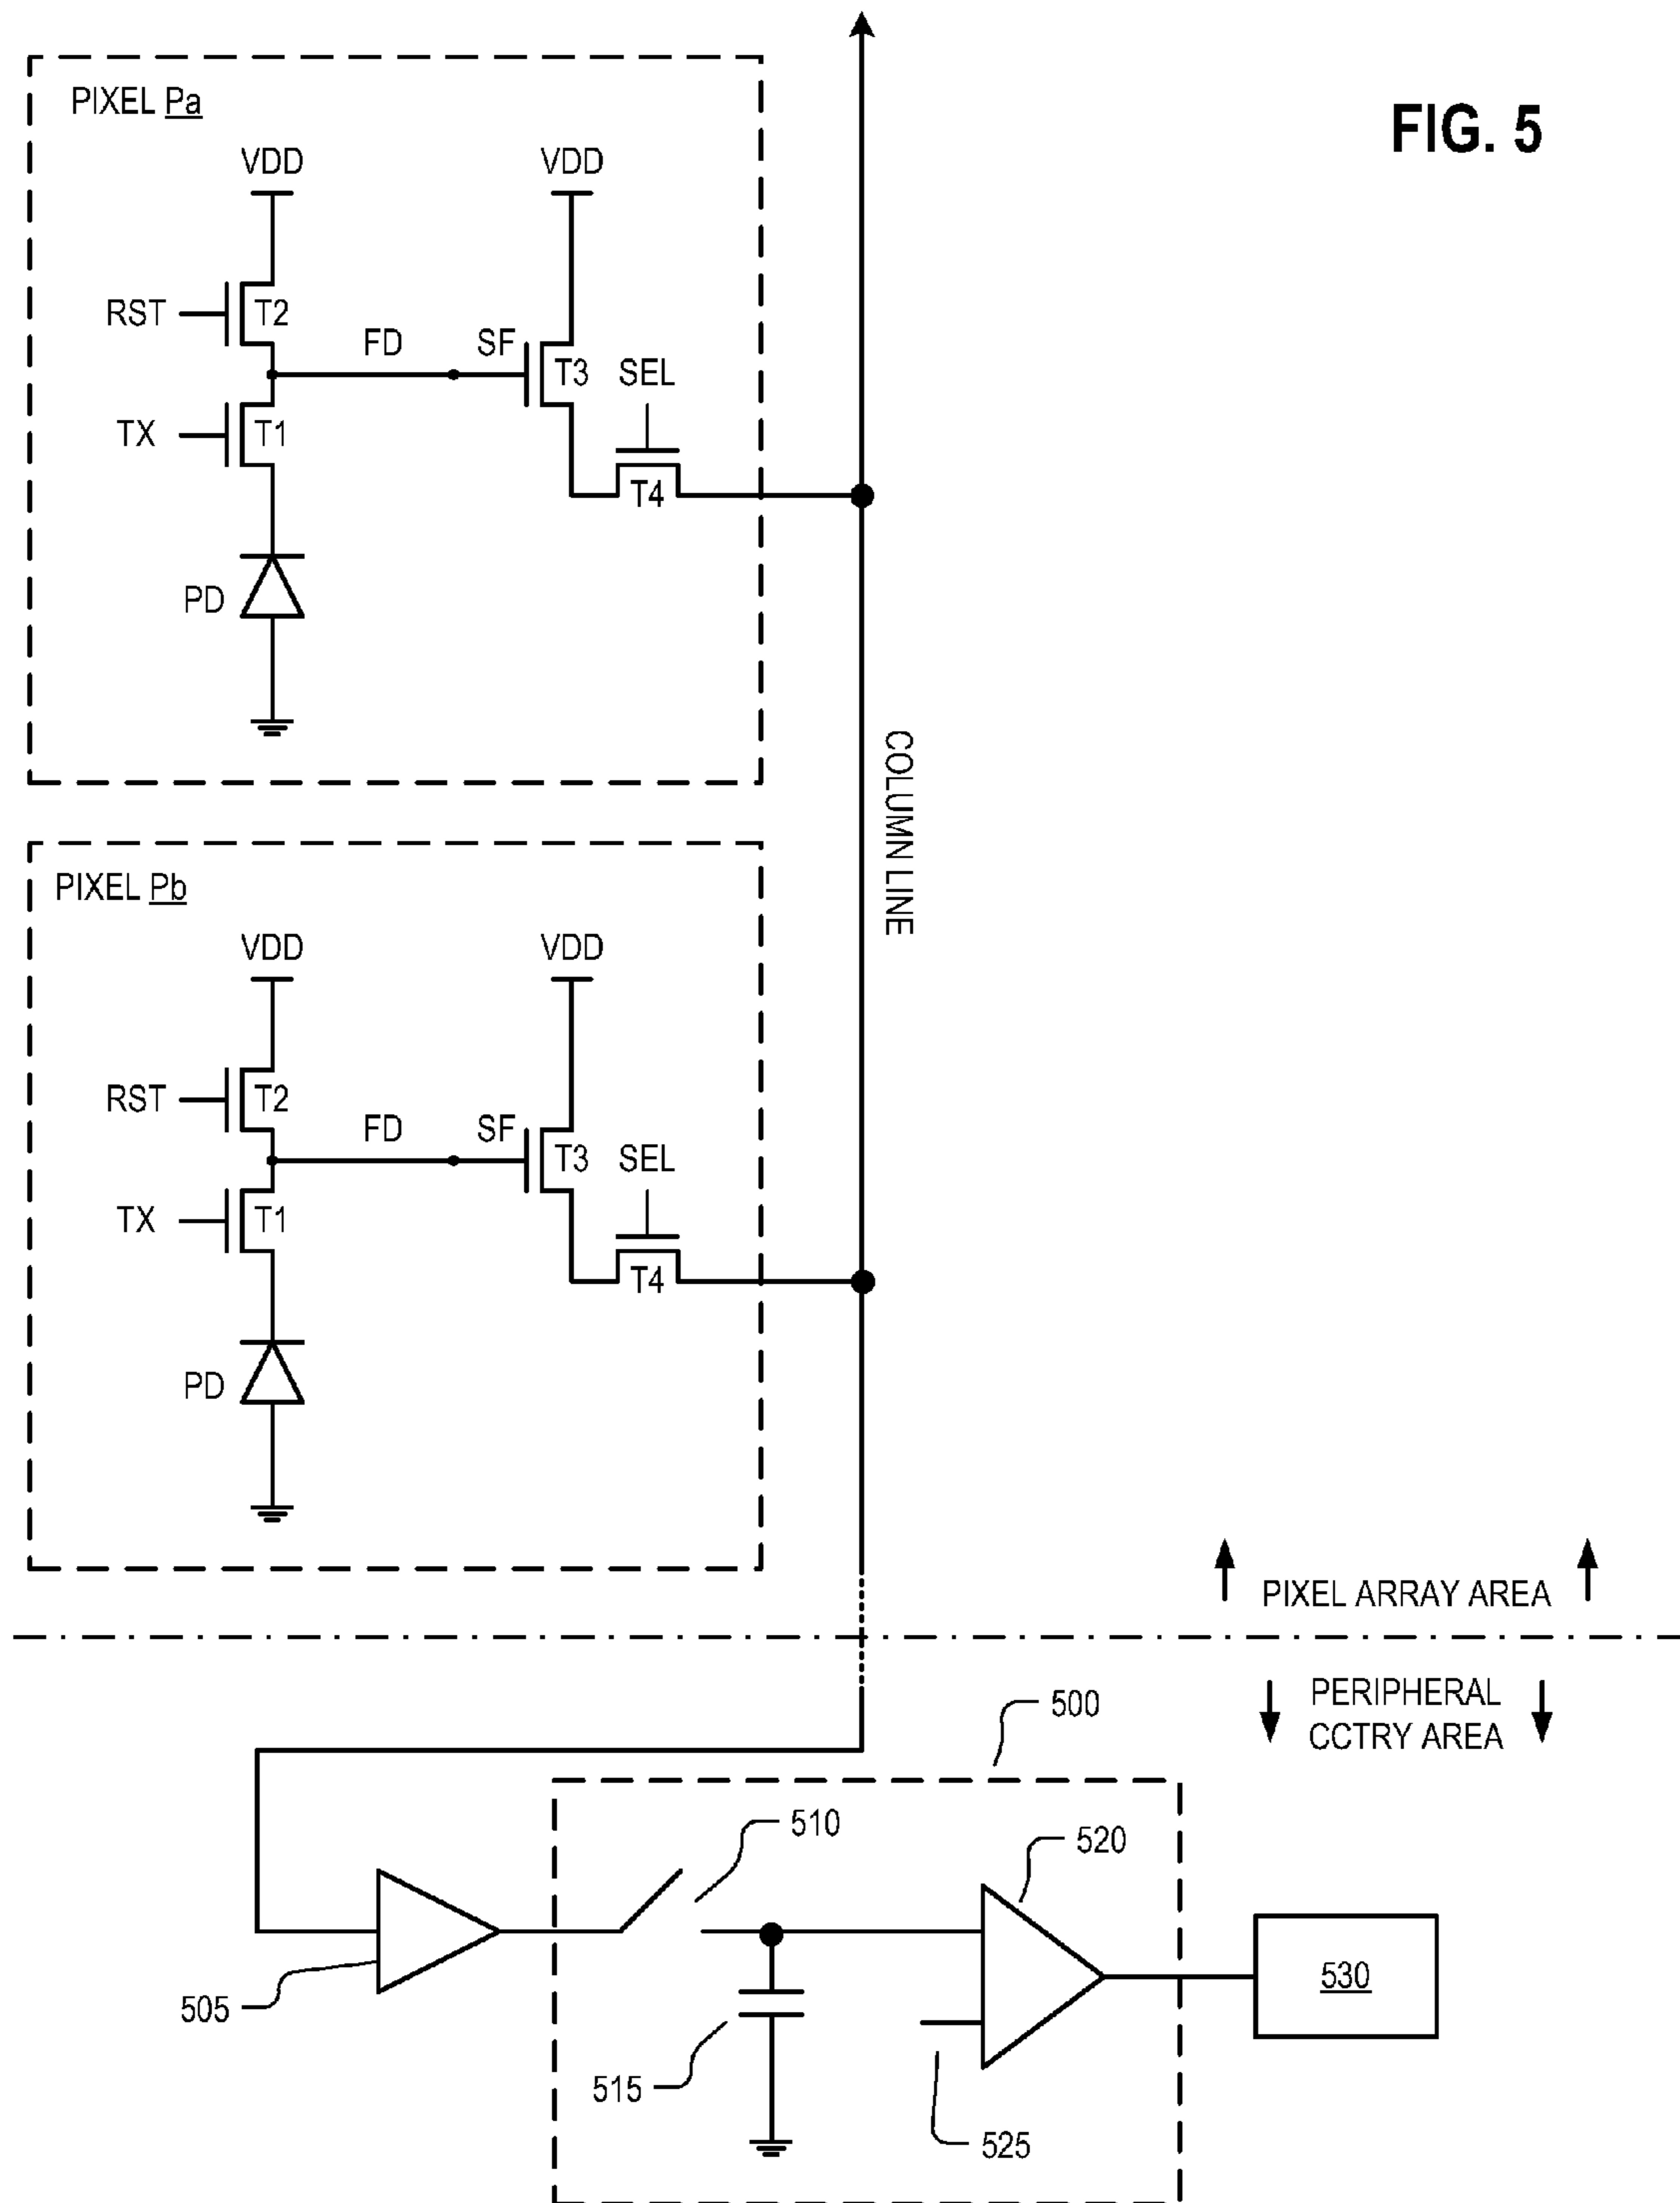 FIG. 5
PIXEL Pa
VDD VDD
RST T2
FD SF T3 SEL
TX T1
T4
PD
COLUMN LINE
PIXEL Pb
VDD VDD
RST T2
FD SF T3 SEL
TX T1
T4
PD
PIXEL ARRAY AREA
PERIPHERAL
CCTRY AREA
500
510
520
505
530
515
525